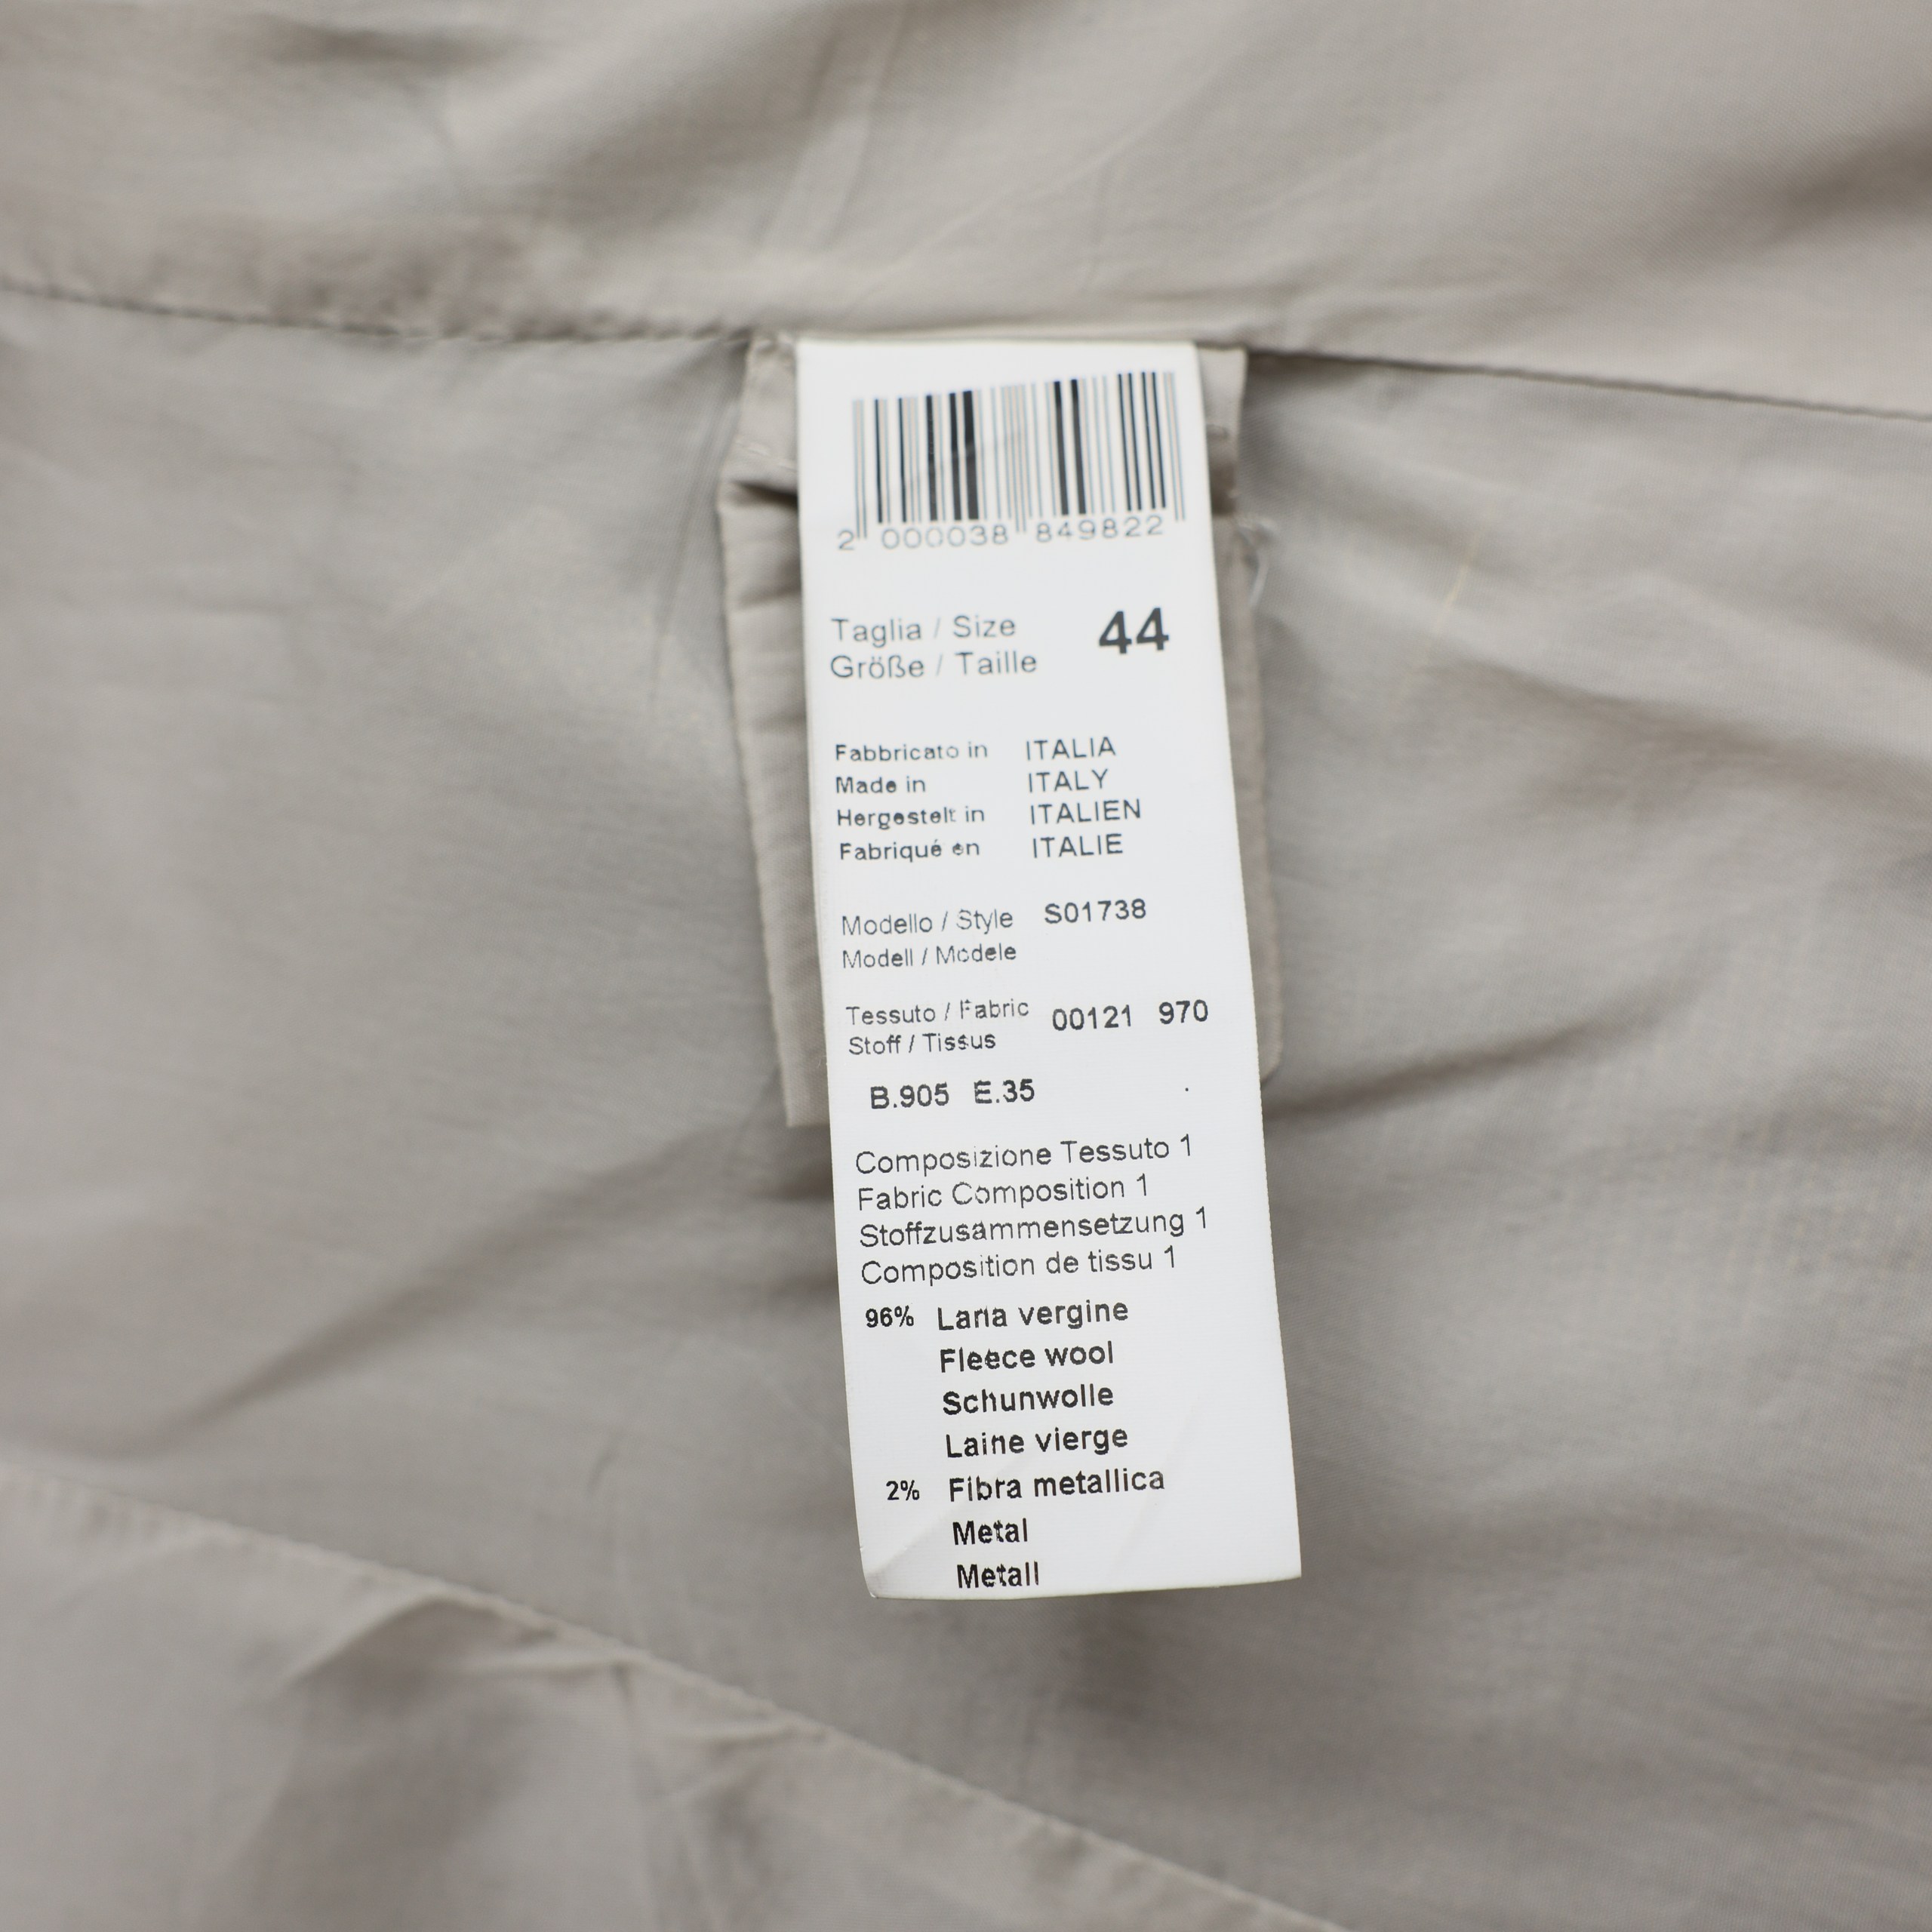 2 000038 849822
Taglia / Size 44
Größe / Taille
Fabbricato in ITALIA
Made in ITALY
Hergestelt in ITALIEN
Fabriqué en ITALIE
Modello / Style S01738
Modell / Modele
Tessuto / Fabric 00121 970
Stoff / Tissus
B.905 E.35
Composizione Tessuto 1
Fabric Composition 1
Stoffzusammensetzung 1
Composition de tissu 1
96% Lana vergine
Fleece wool
Schunwolle
Laine vierge
2% Fibra metallica
Metal
Metall